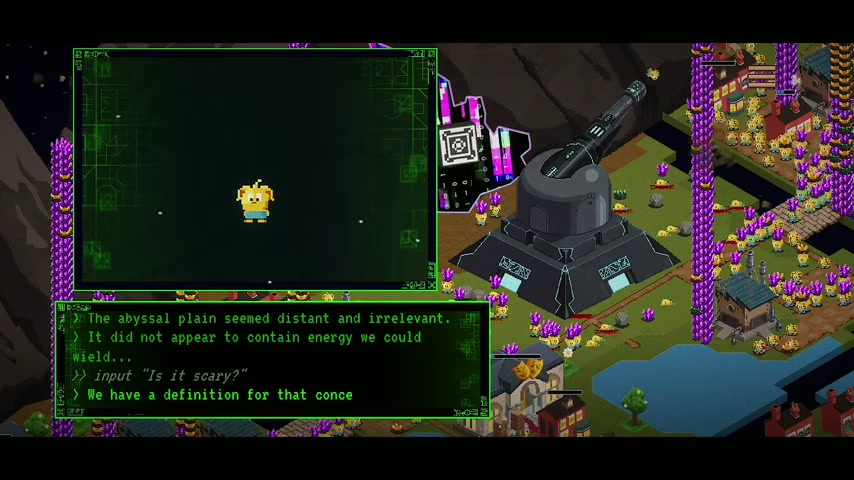 > The abyssal plain seemed distant and irrelevant.
> It did not appear to contain energy we could
wield...
>> input "Is it scary?"
> We have a definition for that conce